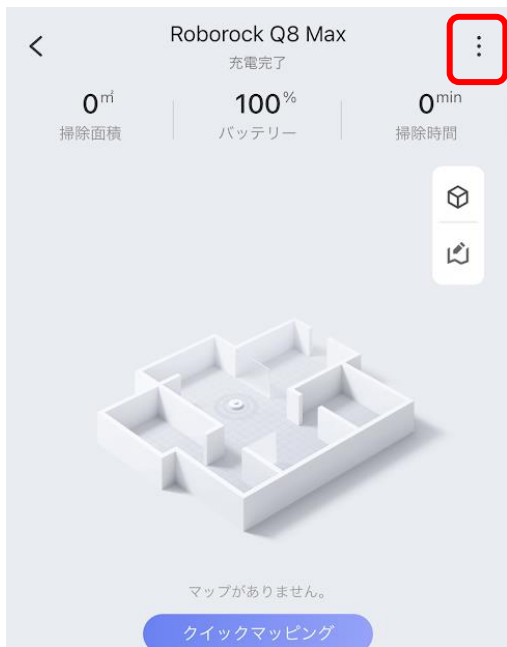 Roborock Q8 Max
充電完了
0㎡ 100% 0min
掃除面積 バッテリー 掃除時間
マップがありません。
クイックマッピング